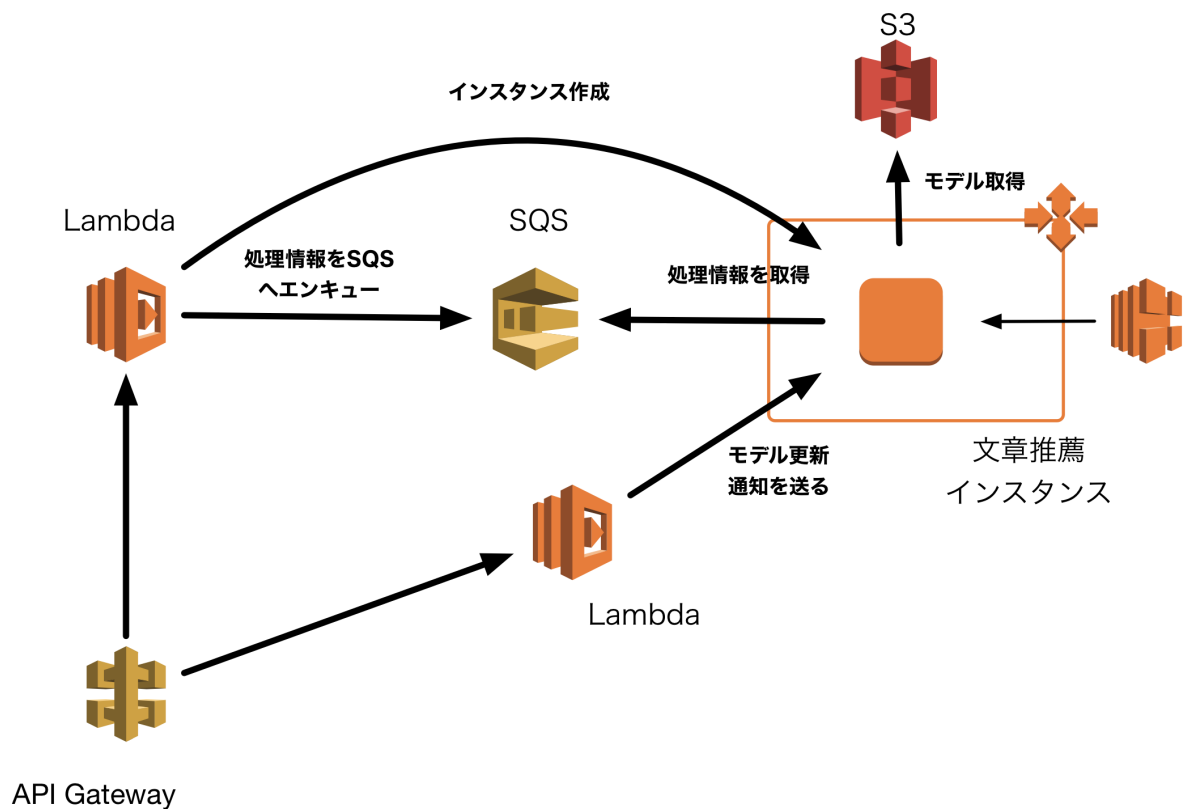 S3
インスタンス作成
モデル取得
Lambda
SQS
処理情報をSQS
へエンキュー
処理情報を取得
文章推薦
インスタンス
モデル更新
通知を送る
Lambda
API Gateway